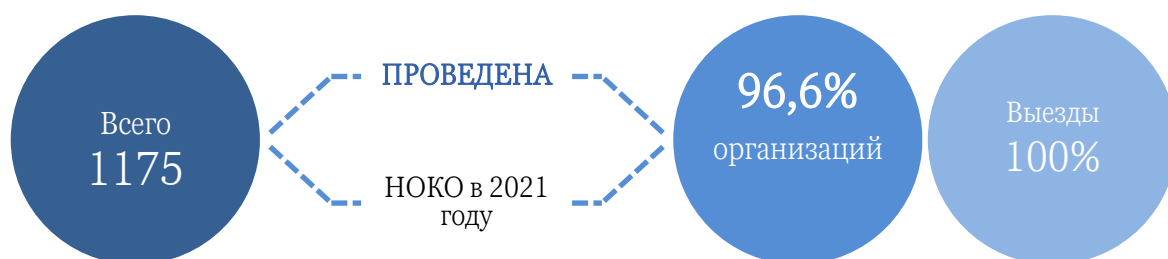 Всего
1175
ПРОВЕДЕНА
НОКО в 2021
году
96,6%
организаций
Выезды
100%